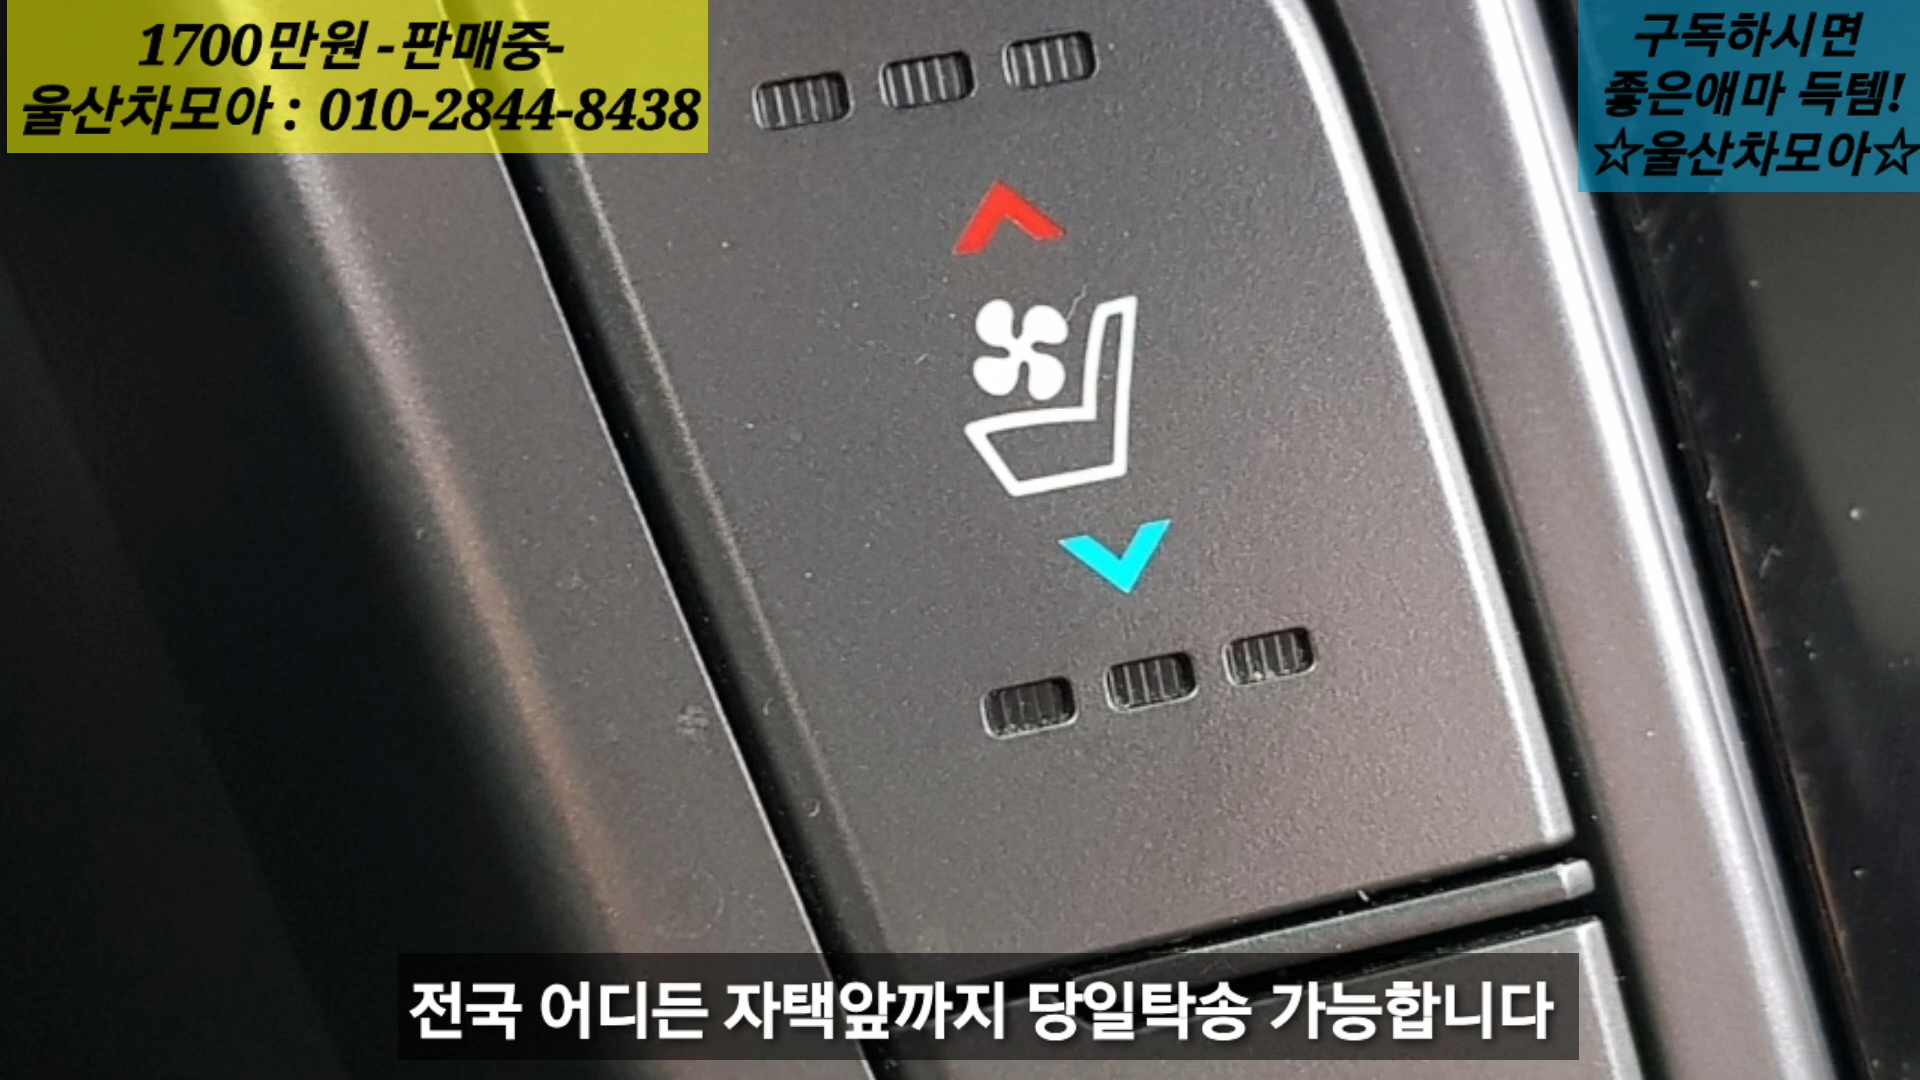 1700만원 -판매중-
울산차모아 : 010-2844-8438
구독하시면
좋은애마 득템!
☆울산차모아☆
전국 어디든 자택앞까지 당일탁송 가능합니다